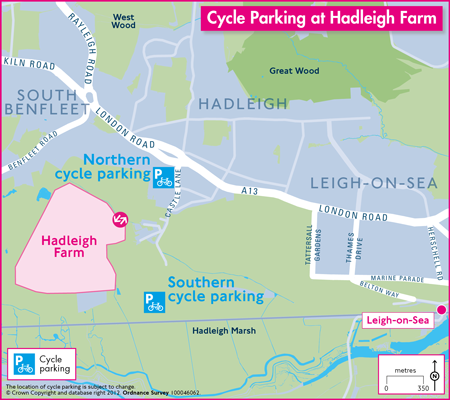 Cycle Parking at Hadleigh Farm
West
Wood
RAYLEIGH ROAD
KILN ROAD
Great Wood
SOUTH
BENFLEET
HADLEIGH
LONDON ROAD
BENFLEET ROAD
Northern
cycle parking
P
CASTLE LANE
A13
LEIGH-ON-SEA
LONDON ROAD
Hadleigh
Farm
TATTERSALL
GARDENS
THAMES
DRIVE
HERSCHELL RD
MARINE PARADE
BELTON WAY
Southern
cycle parking
P
Leigh-on-Sea
Hadleigh Marsh
P
Cycle
parking
metres
0 350
N
The location of cycle parking is subject to change.
© Crown Copyright and database right 2012. Ordnance Survey 100046062